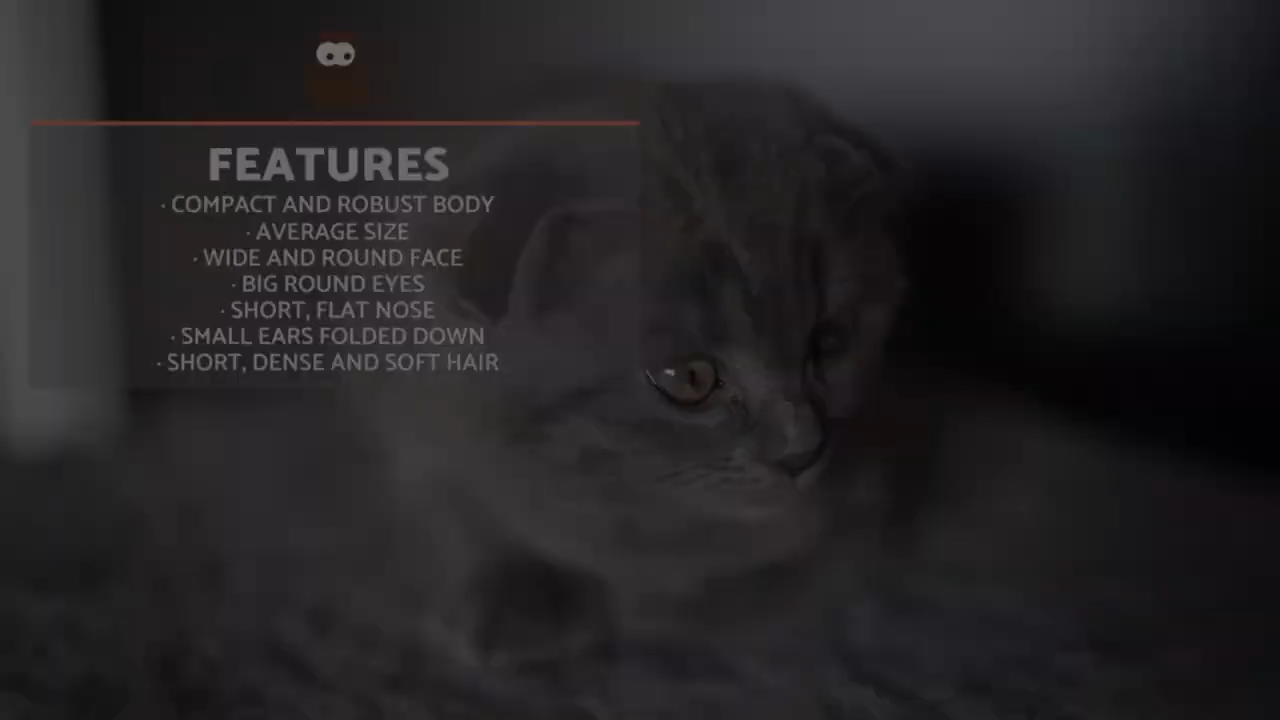 FEATURES
· COMPACT AND ROBUST BODY
· AVERAGE SIZE
· WIDE AND ROUND FACE
· BIG ROUND EYES
· SHORT, FLAT NOSE
· SMALL EARS FOLDED DOWN
· SHORT, DENSE AND SOFT HAIR